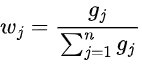 $w_j = \frac{g_j}{\sum_{j=1}^{n} g_j}$